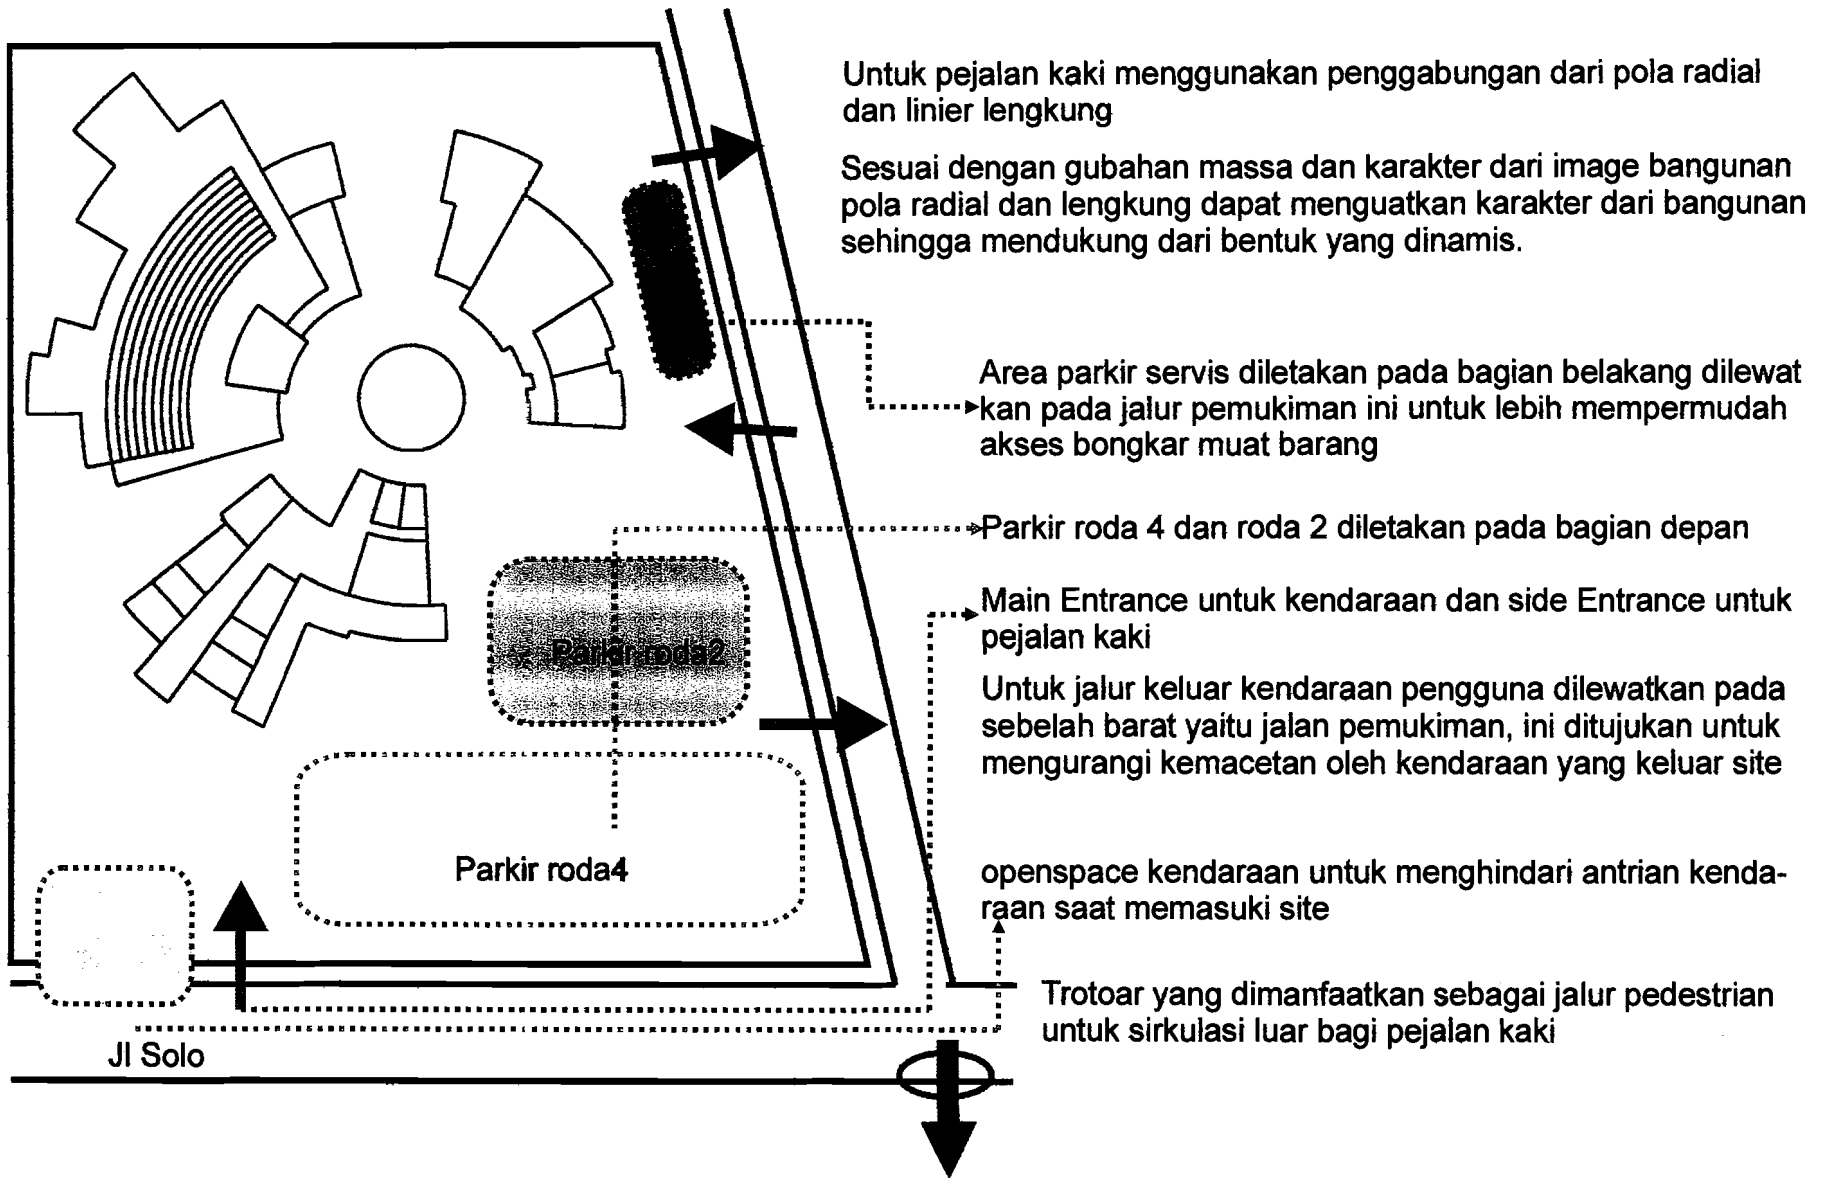 Untuk pejalan kaki menggunakan penggabungan dari pola radial
dan linier lengkung
Sesuai dengan gubahan massa dan karakter dari image bangunan
pola radial dan lengkung dapat menguatkan karakter dari bangunan
sehingga mendukung dari bentuk yang dinamis.
Area parkir servis diletakan pada bagian belakang dilewat
kan pada jalur pemukiman ini untuk lebih mempermudah
akses bongkar muat barang
Parkir roda 4 dan roda 2 diletakan pada bagian depan
Main Entrance untuk kendaraan dan side Entrance untuk
pejalan kaki
Parkir roda2
Untuk jalur keluar kendaraan pengguna dilewatkan pada
sebelah barat yaitu jalan pemukiman, ini ditujukan untuk
mengurangi kemacetan oleh kendaraan yang keluar site
Parkir roda4
openspace kendaraan untuk menghindari antrian kenda-
raan saat memasuki site
Trotoar yang dimanfaatkan sebagai jalur pedestrian
untuk sirkulasi luar bagi pejalan kaki
Jl Solo